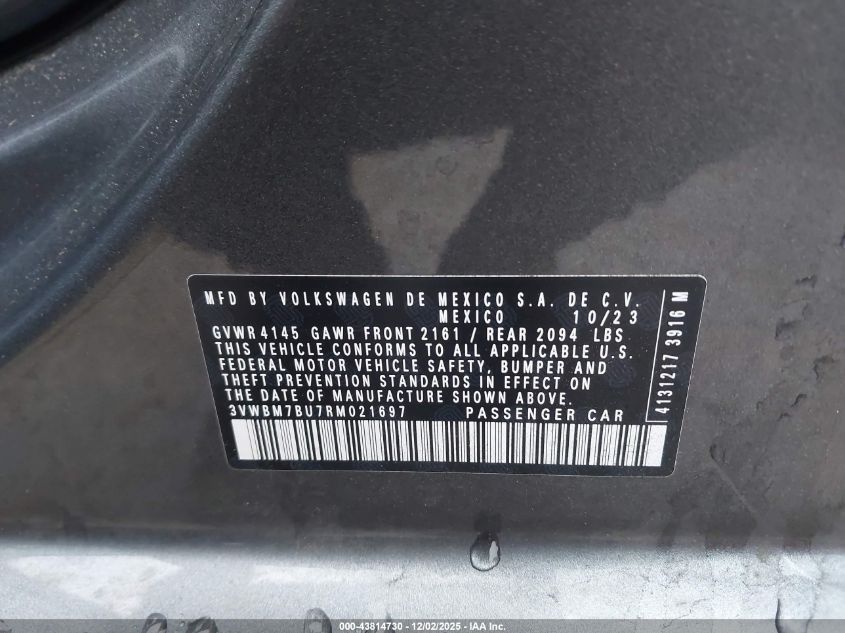 MFD BY VOLKSWAGEN DE MEXICO S.A. DE C.V.
MEXICO 10/23
GVWR 4145 GAWR FRONT 2161 / REAR 2094 LBS
THIS VEHICLE CONFORMS TO ALL APPLICABLE U.S.
FEDERAL MOTOR VEHICLE SAFETY, BUMPER AND
THEFT PREVENTION STANDARDS IN EFFECT ON
THE DATE OF MANUFACTURE SHOWN ABOVE.
3VWBM7BU7RM021697 PASSENGER CAR
4131217 3916 M
000-43814730 - 12/02/2025 - IAA Inc.